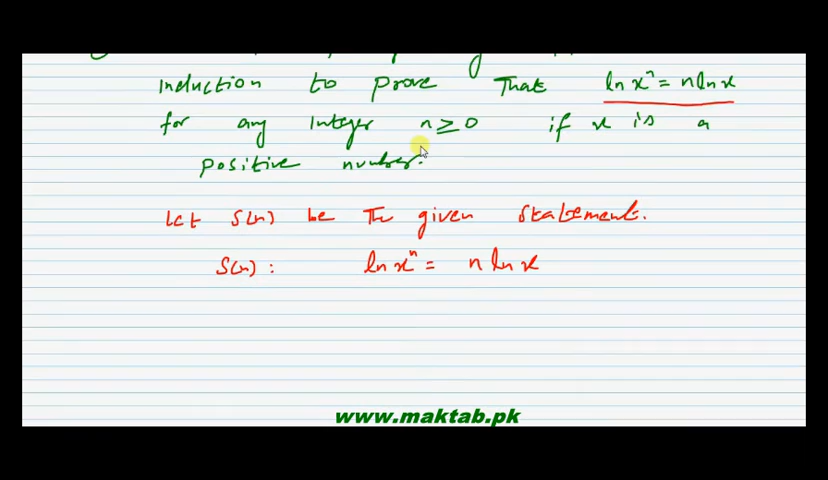 induction to prove That ln xⁿ = n ln x
for any Integer n ≥ 0 if x is a
positive number.
Let S(n) be The given statement.
S(n) : ln xⁿ = n ln x
www.maktab.pk